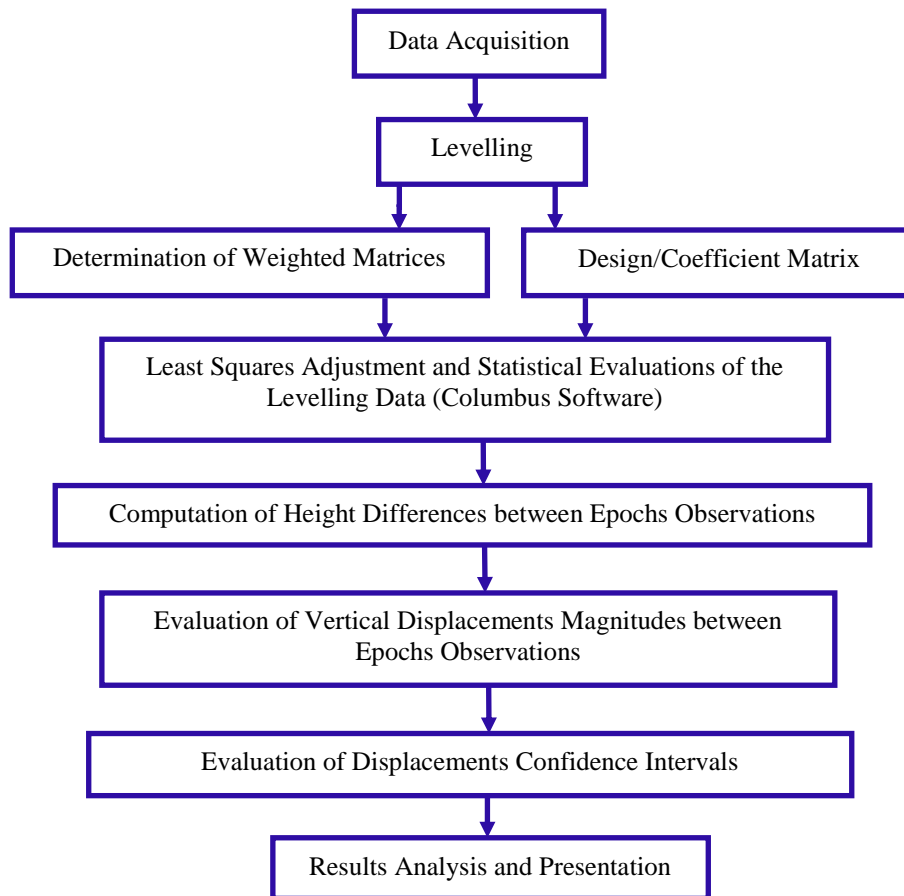 Data Acquisition
Levelling
Determination of Weighted Matrices
Design/Coefficient Matrix
Least Squares Adjustment and Statistical Evaluations of the
Levelling Data (Columbus Software)
Computation of Height Differences between Epochs Observations
Evaluation of Vertical Displacements Magnitudes between
Epochs Observations
Evaluation of Displacements Confidence Intervals
Results Analysis and Presentation